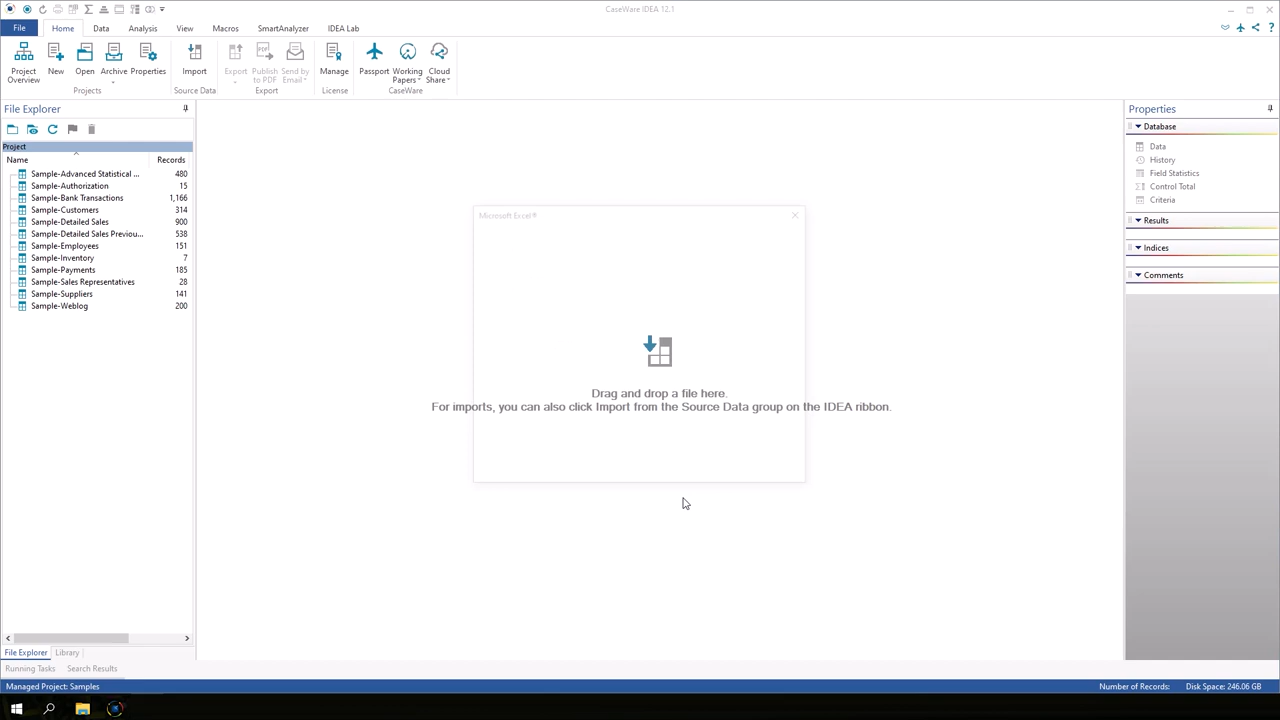 CaseWare IDEA 12.1
File Home Data Analysis View Macros SmartAnalyzer IDEA Lab
Project Overview New Open Archive Properties Import Export Publish to PDF Send by Email Manage Passport Working Papers Cloud Share
Projects Source Data Export License CaseWare
File Explorer
Project
Name Records
Sample-Advanced Statistical ... 480
Sample-Authorization 15
Sample-Bank Transactions 1,166
Sample-Customers 314
Sample-Detailed Sales 900
Sample-Detailed Sales Previou... 538
Sample-Employees 151
Sample-Inventory 7
Sample-Payments 185
Sample-Sales Representatives 28
Sample-Suppliers 141
Sample-Weblog 200
Microsoft Excel®
Drag and drop a file here.
For imports, you can also click Import from the Source Data group on the IDEA ribbon.
Properties
Database
Data
History
Field Statistics
Control Total
Criteria
Results
Indices
Comments
File Explorer Library
Running Tasks Search Results
Managed Project: Samples Number of Records: Disk Space: 246.06 GB